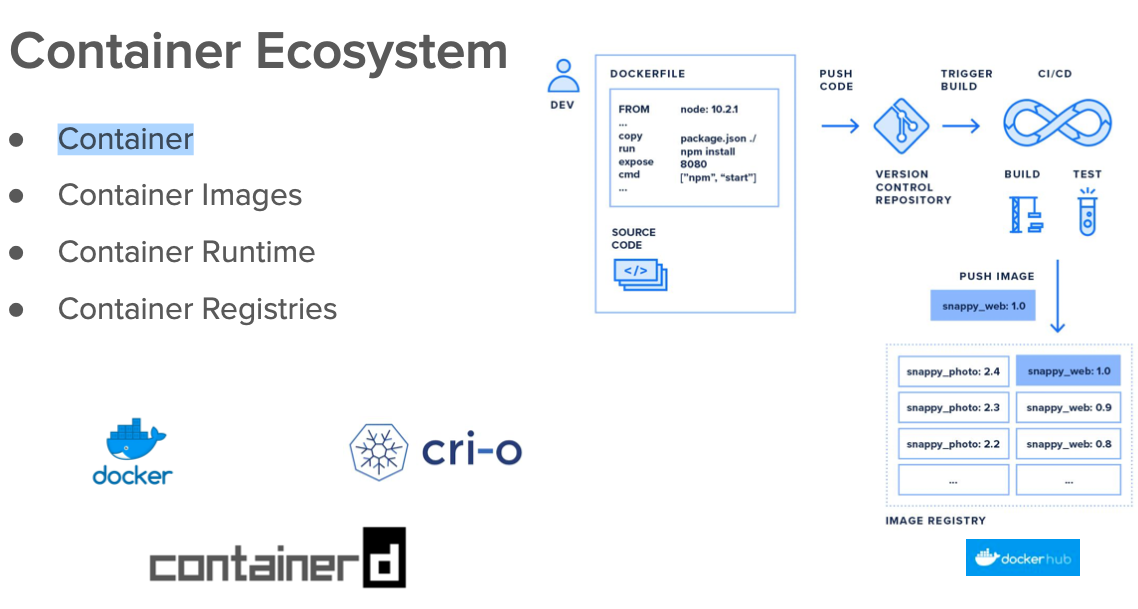 Container Ecosystem
● Container
● Container Images
● Container Runtime
● Container Registries
docker
cri-o
containerd
DEV
DOCKERFILE
FROM node: 10.2.1
...
copy package.json ./
run npm install
expose 8080
cmd ["npm", "start"]
...
SOURCE
CODE
</>
PUSH
CODE
VERSION
CONTROL
REPOSITORY
TRIGGER
BUILD
CI/CD
BUILD
TEST
PUSH IMAGE
snappy_web: 1.0
snappy_photo: 2.4 snappy_web: 1.0
snappy_photo: 2.3 snappy_web: 0.9
snappy_photo: 2.2 snappy_web: 0.8
... ...
IMAGE REGISTRY
dockerhub